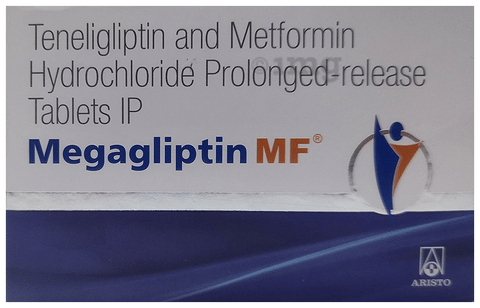 Teneligliptin and Metformin
Hydrochloride Prolonged-release
Tablets IP
Megagliptin MF®
ARISTO